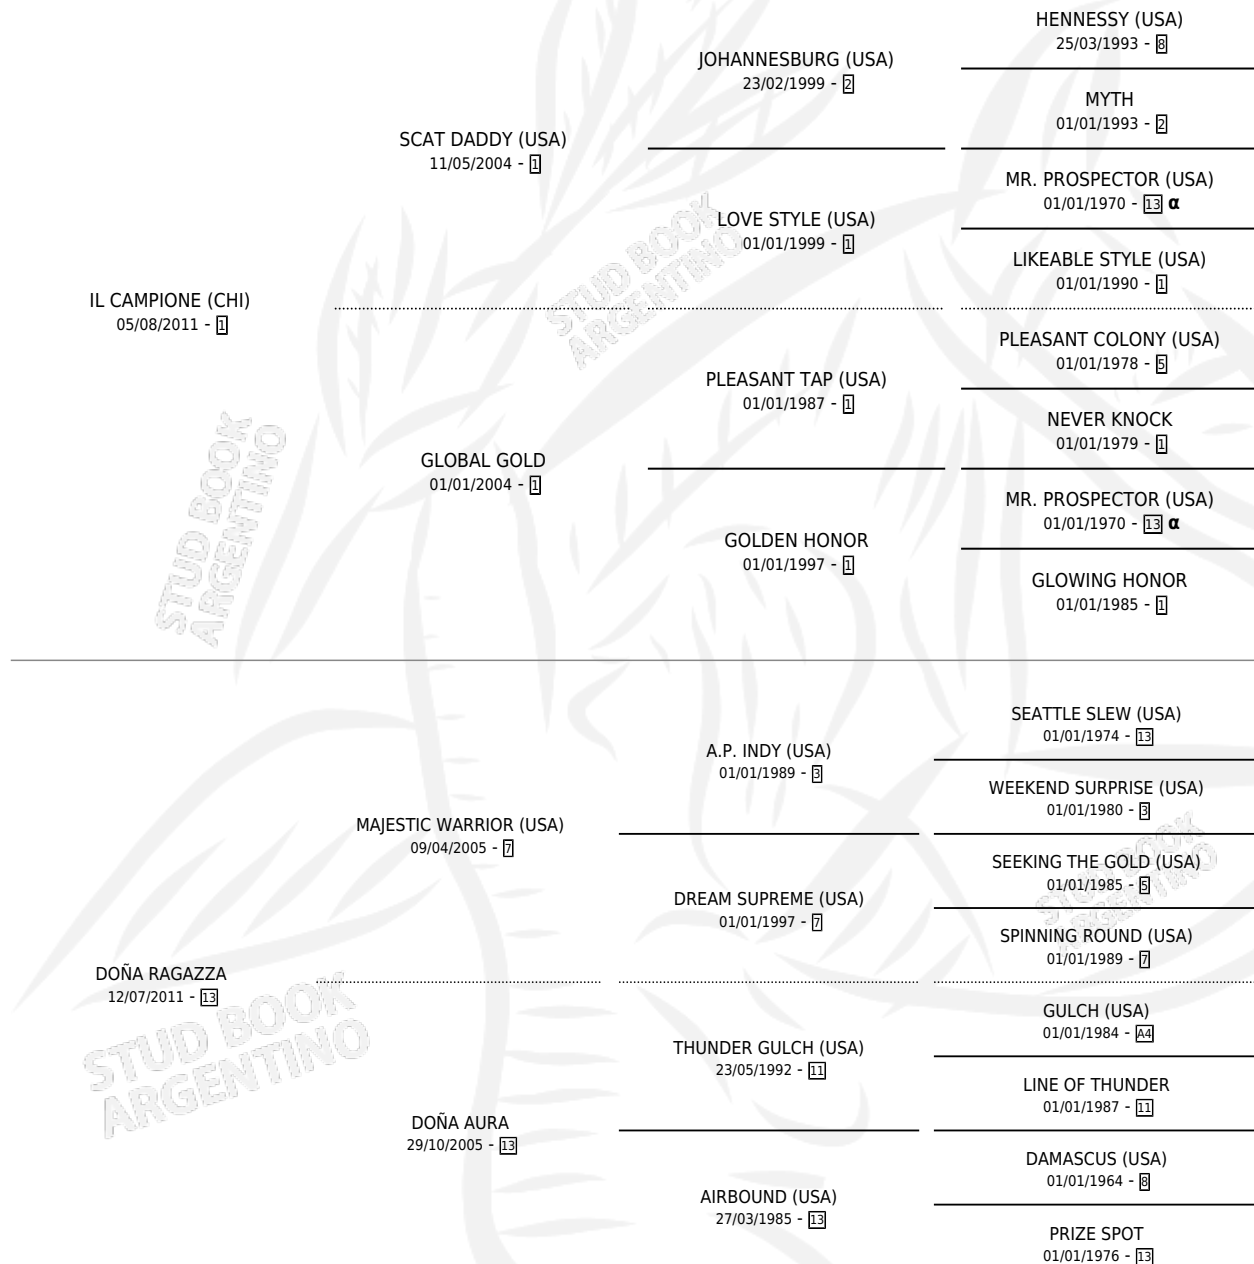 HENNESSY (USA)
25/03/1993 - 8
JOHANNESBURG (USA)
23/02/1999 - 2
MYTH
01/01/1993 - 2
SCAT DADDY (USA)
11/05/2004 - 1
MR. PROSPECTOR (USA)
01/01/1970 - 13 α
LOVE STYLE (USA)
01/01/1999 - 1
LIKEABLE STYLE (USA)
01/01/1990 - 1
IL CAMPIONE (CHI)
05/08/2011 - 1
PLEASANT COLONY (USA)
01/01/1978 - 5
PLEASANT TAP (USA)
01/01/1987 - 1
NEVER KNOCK
01/01/1979 - 1
GLOBAL GOLD
01/01/2004 - 1
MR. PROSPECTOR (USA)
01/01/1970 - 13 α
GOLDEN HONOR
01/01/1997 - 1
GLOWING HONOR
01/01/1985 - 1
SEATTLE SLEW (USA)
01/01/1974 - 13
A.P. INDY (USA)
01/01/1989 - 3
WEEKEND SURPRISE (USA)
01/01/1980 - 3
MAJESTIC WARRIOR (USA)
09/04/2005 - 7
SEEKING THE GOLD (USA)
01/01/1985 - 5
DREAM SUPREME (USA)
01/01/1997 - 7
SPINNING ROUND (USA)
01/01/1989 - 7
DOÑA RAGAZZA
12/07/2011 - 13
GULCH (USA)
01/01/1984 - A4
THUNDER GULCH (USA)
23/05/1992 - 11
LINE OF THUNDER
01/01/1987 - 11
DOÑA AURA
29/10/2005 - 13
DAMASCUS (USA)
01/01/1964 - 8
AIRBOUND (USA)
27/03/1985 - 13
PRIZE SPOT
01/01/1976 - 13
STUD BOOK
ARGENTINO
STUD BOOK
ARGENTINO
STUD BOOK
ARGENTINO
STUD BOOK
ARGENTINO